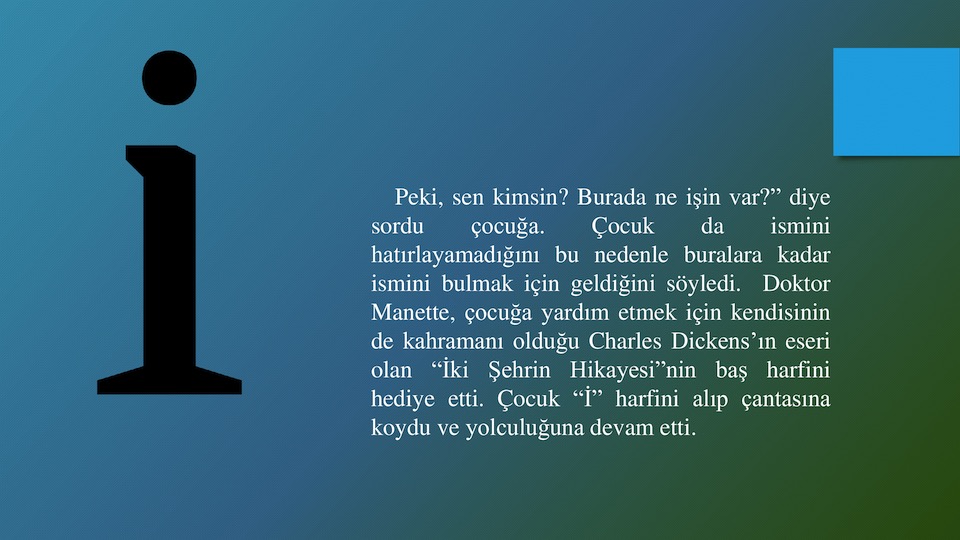 i
Peki, sen kimsin? Burada ne işin var?” diye
sordu çocuğa. Çocuk da ismini
hatırlayamadığını bu nedenle buralara kadar
ismini bulmak için geldiğini söyledi. Doktor
Manette, çocuğa yardım etmek için kendisinin
de kahramanı olduğu Charles Dickens’ın eseri
olan “İki Şehrin Hikayesi”nin baş harfini
hediye etti. Çocuk “İ” harfini alıp çantasına
koydu ve yolculuğuna devam etti.